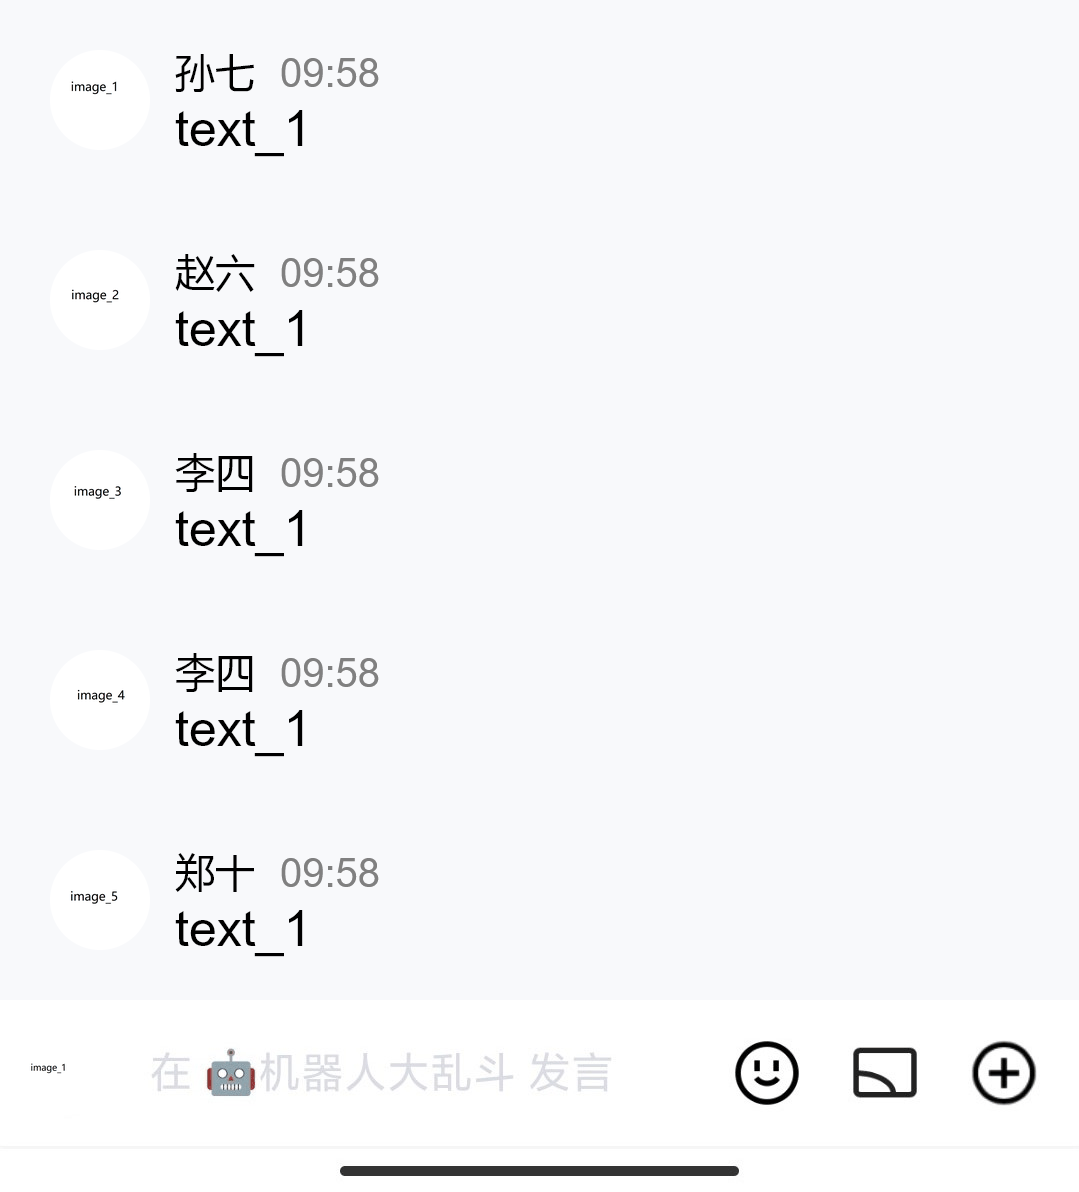 image_1
孙七 09:58
text_1
image_2
赵六 09:58
text_1
image_3
李四 09:58
text_1
image_4
李四 09:58
text_1
image_5
郑十 09:58
text_1
image_1
在 🤖机器人大乱斗 发言